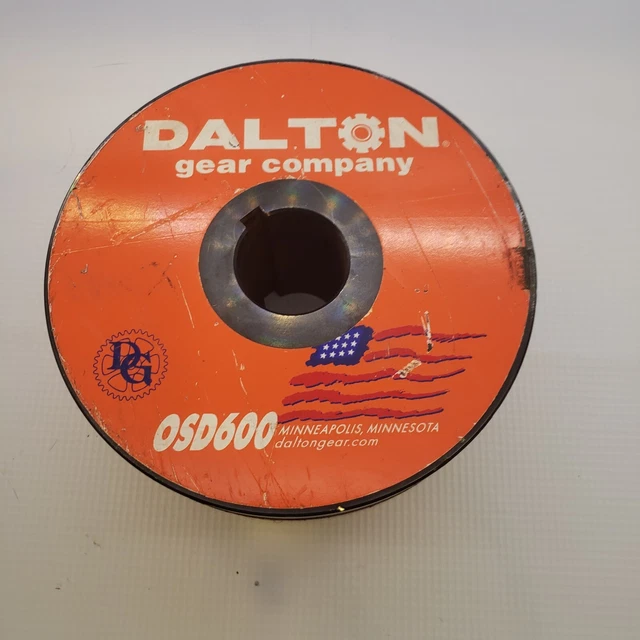 DALTON®
gear company
DG
OSD600
MINNEAPOLIS, MINNESOTA
daltongear.com